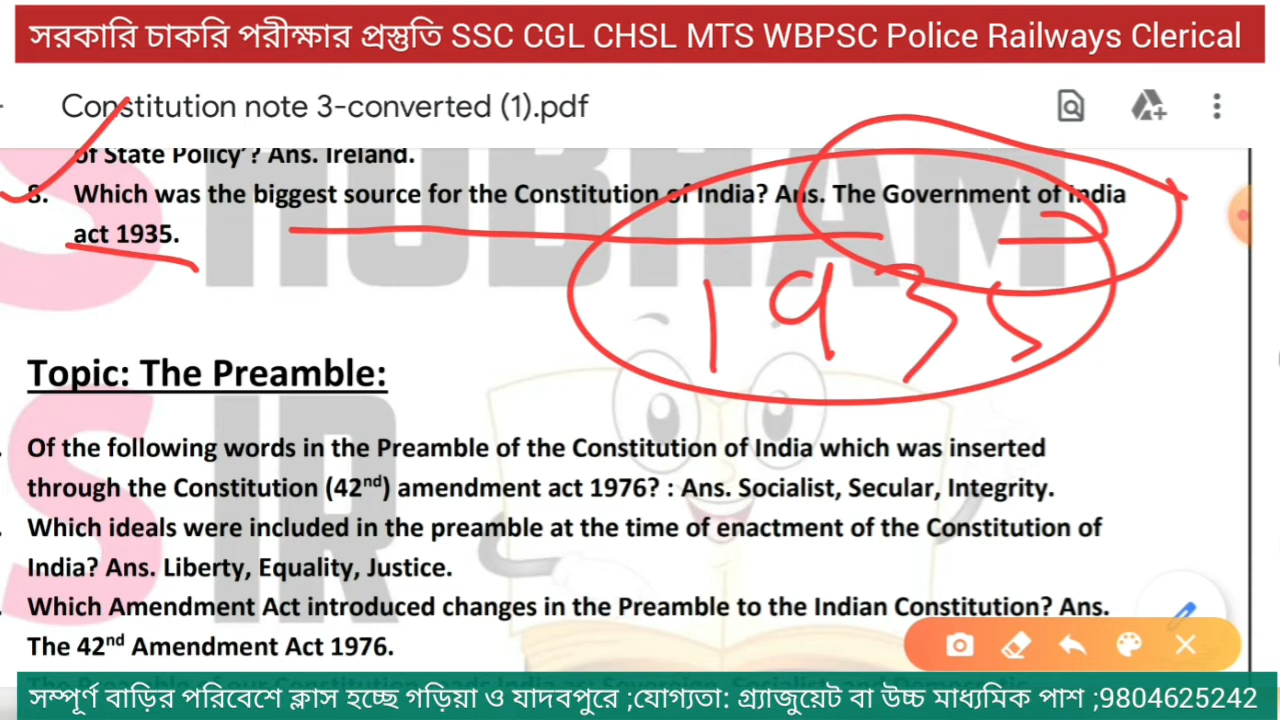 সরকারি চাকরি পরীক্ষার প্রস্তুতি SSC CGL CHSL MTS WBPSC Police Railways Clerical
Constitution note 3-converted (1).pdf
of State Policy'? Ans. Ireland.
8. Which was the biggest source for the Constitution of India? Ans. The Government of India
act 1935.
1935
Topic: The Preamble:
Of the following words in the Preamble of the Constitution of India which was inserted
through the Constitution (42nd) amendment act 1976? : Ans. Socialist, Secular, Integrity.
Which ideals were included in the preamble at the time of enactment of the Constitution of
India? Ans. Liberty, Equality, Justice.
Which Amendment Act introduced changes in the Preamble to the Indian Constitution? Ans.
The 42nd Amendment Act 1976.
SHUBHAM
SIR
সম্পূর্ণ বাড়ির পরিবেশে ক্লাস হচ্ছে গড়িয়া ও যাদবপুরে ;যোগ্যতা: গ্র্যাজুয়েট বা উচ্চ মাধ্যমিক পাশ ;9804625242